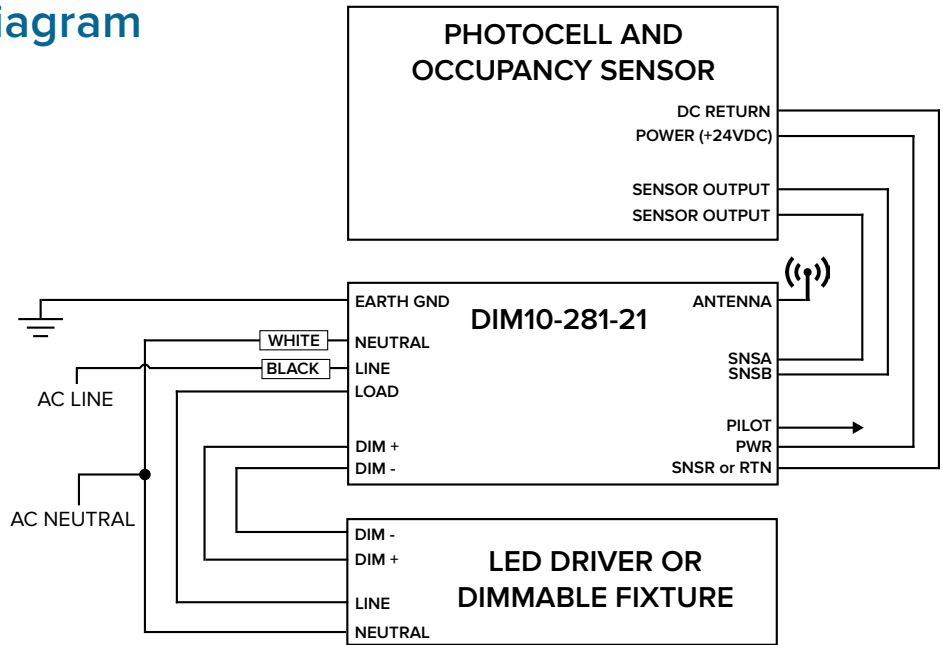 iagram
PHOTOCELL AND
OCCUPANCY SENSOR
DC RETURN
POWER (+24VDC)
SENSOR OUTPUT
SENSOR OUTPUT
EARTH GND
ANTENNA
DIM10-281-21
WHITE
NEUTRAL
BLACK
LINE
SNSA
SNSB
LOAD
AC LINE
PILOT
DIM +
PWR
DIM -
SNSR or RTN
AC NEUTRAL
DIM -
DIM +
LED DRIVER OR
DIMMABLE FIXTURE
LINE
NEUTRAL